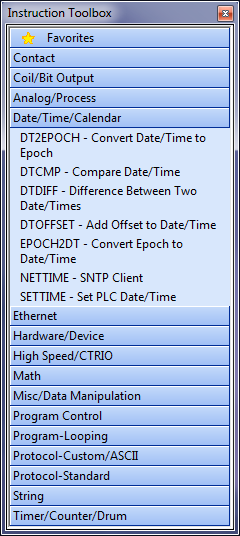 Instruction Toolbox
Favorites
Contact
Coil/Bit Output
Analog/Process
Date/Time/Calendar
DT2EPOCH - Convert Date/Time to
Epoch
DTCMP - Compare Date/Time
DTDIFF - Difference Between Two
Dates/Times
DTOFFSET - Add Offset to Date/Time
EPOCH2DT - Convert Epoch to
Date/Time
NETTIME - SNTP Client
SETTIME - Set PLC Date/Time
Ethernet
Hardware/Device
High Speed/CTRIO
Math
Misc/Data Manipulation
Program Control
Program-Looping
Protocol-Custom/ASCII
Protocol-Standard
String
Timer/Counter/Drum